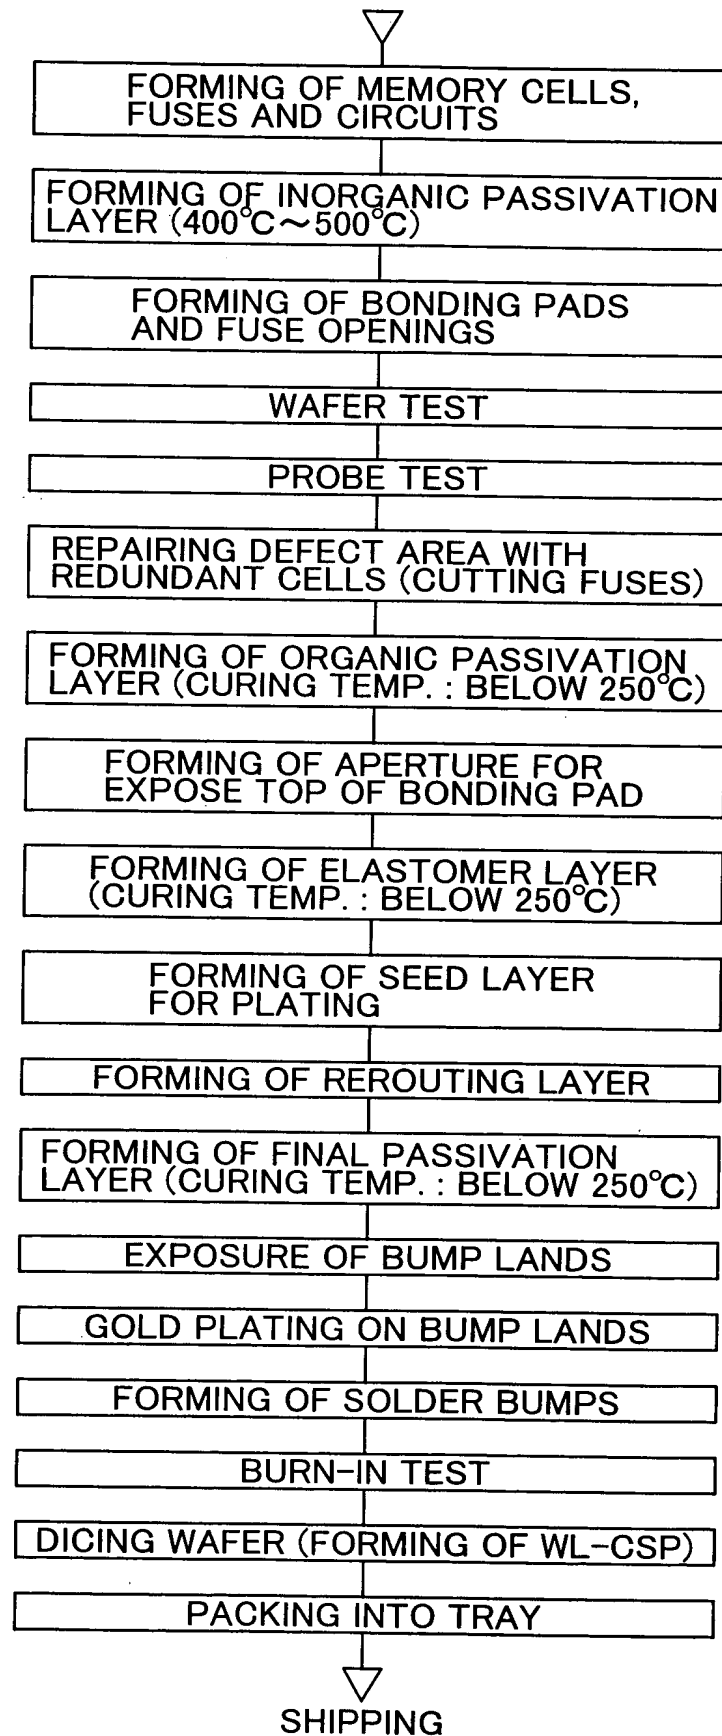 FORMING OF MEMORY CELLS,
FUSES AND CIRCUITS
FORMING OF INORGANIC PASSIVATION
LAYER (400℃～500℃)
FORMING OF BONDING PADS
AND FUSE OPENINGS
WAFER TEST
PROBE TEST
REPAIRING DEFECT AREA WITH
REDUNDANT CELLS (CUTTING FUSES)
FORMING OF ORGANIC PASSIVATION
LAYER (CURING TEMP. : BELOW 250℃)
FORMING OF APERTURE FOR
EXPOSE TOP OF BONDING PAD
FORMING OF ELASTOMER LAYER
(CURING TEMP. : BELOW 250℃)
FORMING OF SEED LAYER
FOR PLATING
FORMING OF REROUTING LAYER
FORMING OF FINAL PASSIVATION
LAYER (CURING TEMP. : BELOW 250℃)
EXPOSURE OF BUMP LANDS
GOLD PLATING ON BUMP LANDS
FORMING OF SOLDER BUMPS
BURN-IN TEST
DICING WAFER (FORMING OF WL-CSP)
PACKING INTO TRAY
SHIPPING